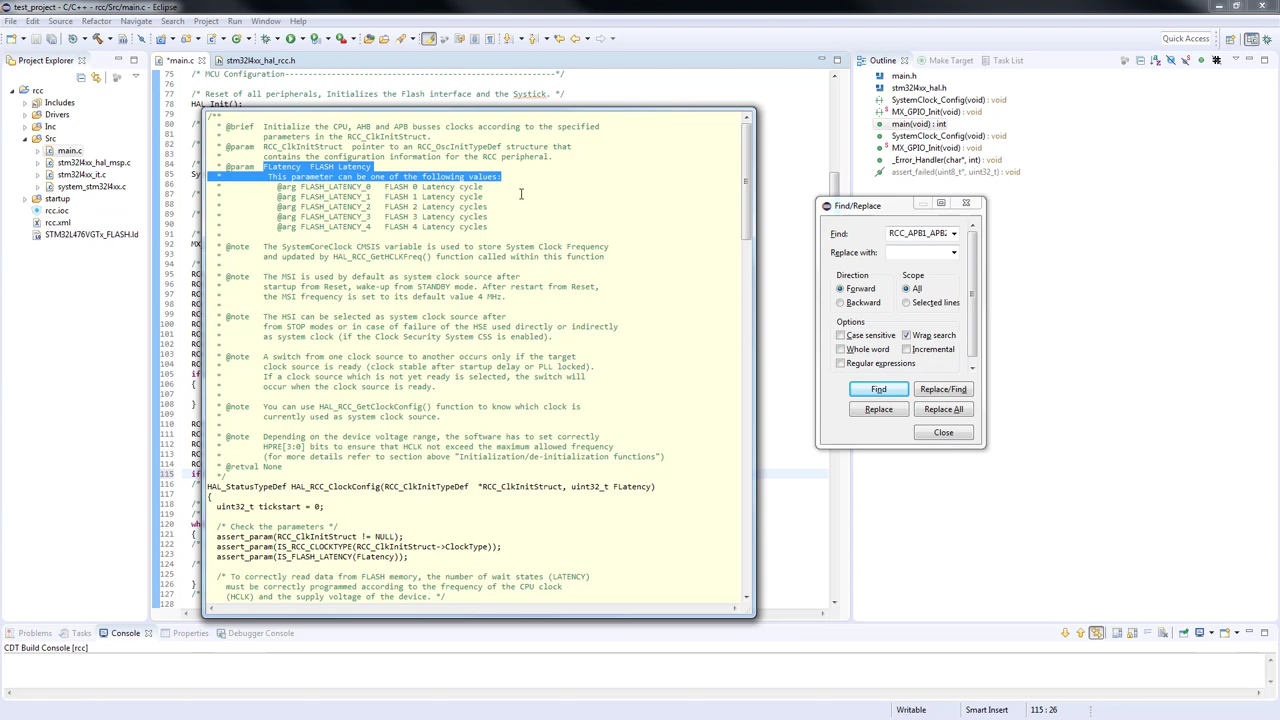 test_project - C/C++ - rcc/Src/main.c - Eclipse
File Edit Source Refactor Navigate Search Project Run Window Help
Quick Access
Project Explorer
rcc
Includes
Drivers
Inc
Src
main.c
stm32l4xx_hal_msp.c
stm32l4xx_it.c
system_stm32l4xx.c
startup
rcc.ioc
rcc.xml
STM32L476VGTx_FLASH.ld
*main.c
stm32l4xx_hal_rcc.h
75 /* MCU Configuration----------------------------------------------------------*/
76
77 /* Reset of all peripherals, Initializes the Flash interface and the Systick. */
78 HAL_Init();
/**
* @brief Initialize the CPU, AHB and APB busses clocks according to the specified
* parameters in the RCC_ClkInitStruct.
* @param RCC_ClkInitStruct pointer to an RCC_OscInitTypeDef structure that
* contains the configuration information for the RCC peripheral.
* @param FLatency FLASH Latency
* This parameter can be one of the following values:
* @arg FLASH_LATENCY_0 FLASH 0 Latency cycle
* @arg FLASH_LATENCY_1 FLASH 1 Latency cycle
* @arg FLASH_LATENCY_2 FLASH 2 Latency cycles
* @arg FLASH_LATENCY_3 FLASH 3 Latency cycles
* @arg FLASH_LATENCY_4 FLASH 4 Latency cycles
*
* @note The SystemCoreClock CMSIS variable is used to store System Clock Frequency
* and updated by HAL_RCC_GetHCLKFreq() function called within this function
*
* @note The MSI is used by default as system clock source after
* startup from Reset, wake-up from STANDBY mode. After restart from Reset,
* the MSI frequency is set to its default value 4 MHz.
*
* @note The HSI can be selected as system clock source after
* from STOP modes or in case of failure of the HSE used directly or indirectly
* as system clock (if the Clock Security System CSS is enabled).
*
* @note A switch from one clock source to another occurs only if the target
* clock source is ready (clock stable after startup delay or PLL locked).
* If a clock source which is not yet ready is selected, the switch will
* occur when the clock source is ready.
*
* @note You can use HAL_RCC_GetClockConfig() function to know which clock is
* currently used as system clock source.
*
* @note Depending on the device voltage range, the software has to set correctly
* HPRE[3:0] bits to ensure that HCLK not exceed the maximum allowed frequency
* (for more details refer to section above "Initialization/de-initialization functions")
* @retval None
*/
HAL_StatusTypeDef HAL_RCC_ClockConfig(RCC_ClkInitTypeDef *RCC_ClkInitStruct, uint32_t FLatency)
{
uint32_t tickstart = 0;
/* Check the parameters */
assert_param(RCC_ClkInitStruct != NULL);
assert_param(IS_RCC_CLOCKTYPE(RCC_ClkInitStruct->ClockType));
assert_param(IS_FLASH_LATENCY(FLatency));
/* To correctly read data from FLASH memory, the number of wait states (LATENCY)
must be correctly programmed according to the frequency of the CPU clock
(HCLK) and the supply voltage of the device. */
Outline
Make Target
Task List
main.h
stm32l4xx_hal.h
SystemClock_Config(void) : void
MX_GPIO_Init(void) : void
main(void) : int
SystemClock_Config(void) : void
MX_GPIO_Init(void) : void
_Error_Handler(char*, int) : void
assert_failed(uint8_t*, uint32_t) : void
Find/Replace
Find: RCC_APB1_APB2
Replace with:
Direction Scope
Forward All
Backward Selected lines
Options
Case sensitive Wrap search
Whole word Incremental
Regular expressions
Find Replace/Find
Replace Replace All
Close
Problems Tasks Console Properties Debugger Console
CDT Build Console [rcc]
Writable Smart Insert 115 : 26